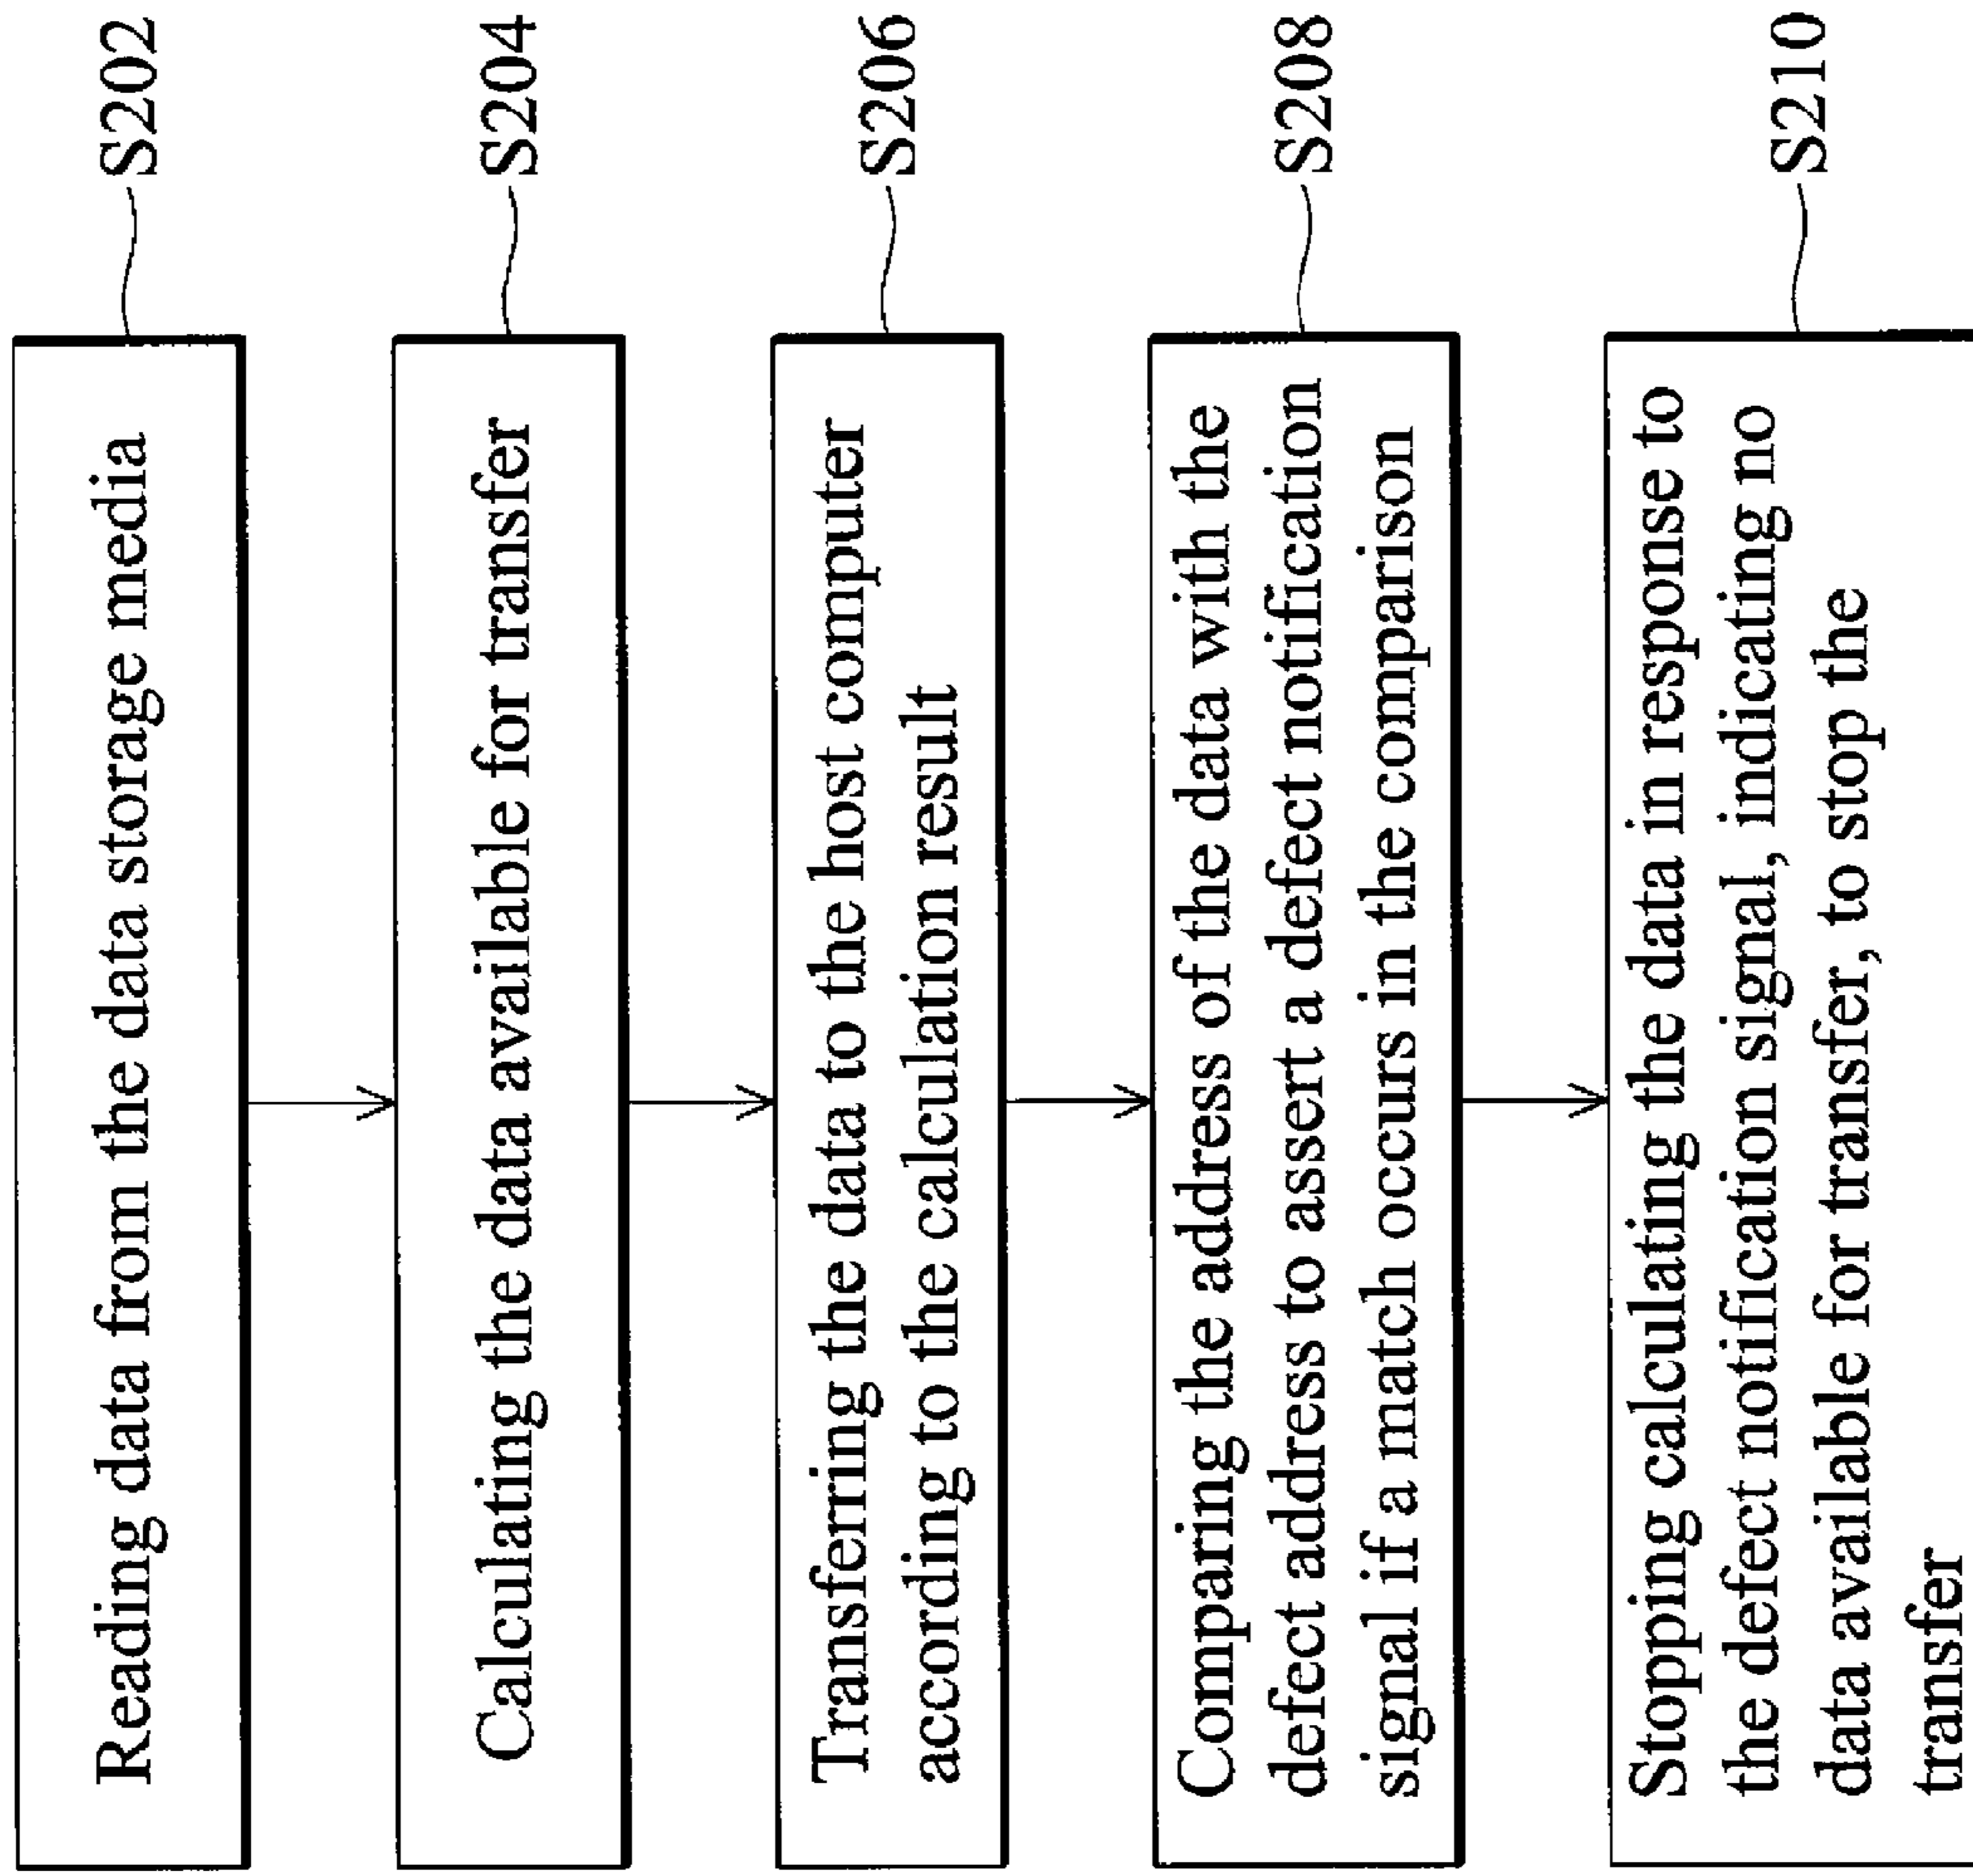 Reading data from the data storage media
S202
Calculating the data available for transfer
S204
Transferring the data to the host computer
according to the calculation result
S206
Comparing the address of the data with the
defect address to assert a defect notification
signal if a match occurs in the comparison
S208
Stopping calculating the data in response to
the defect notification signal, indicating no
data available for transfer, to stop the
transfer
S210